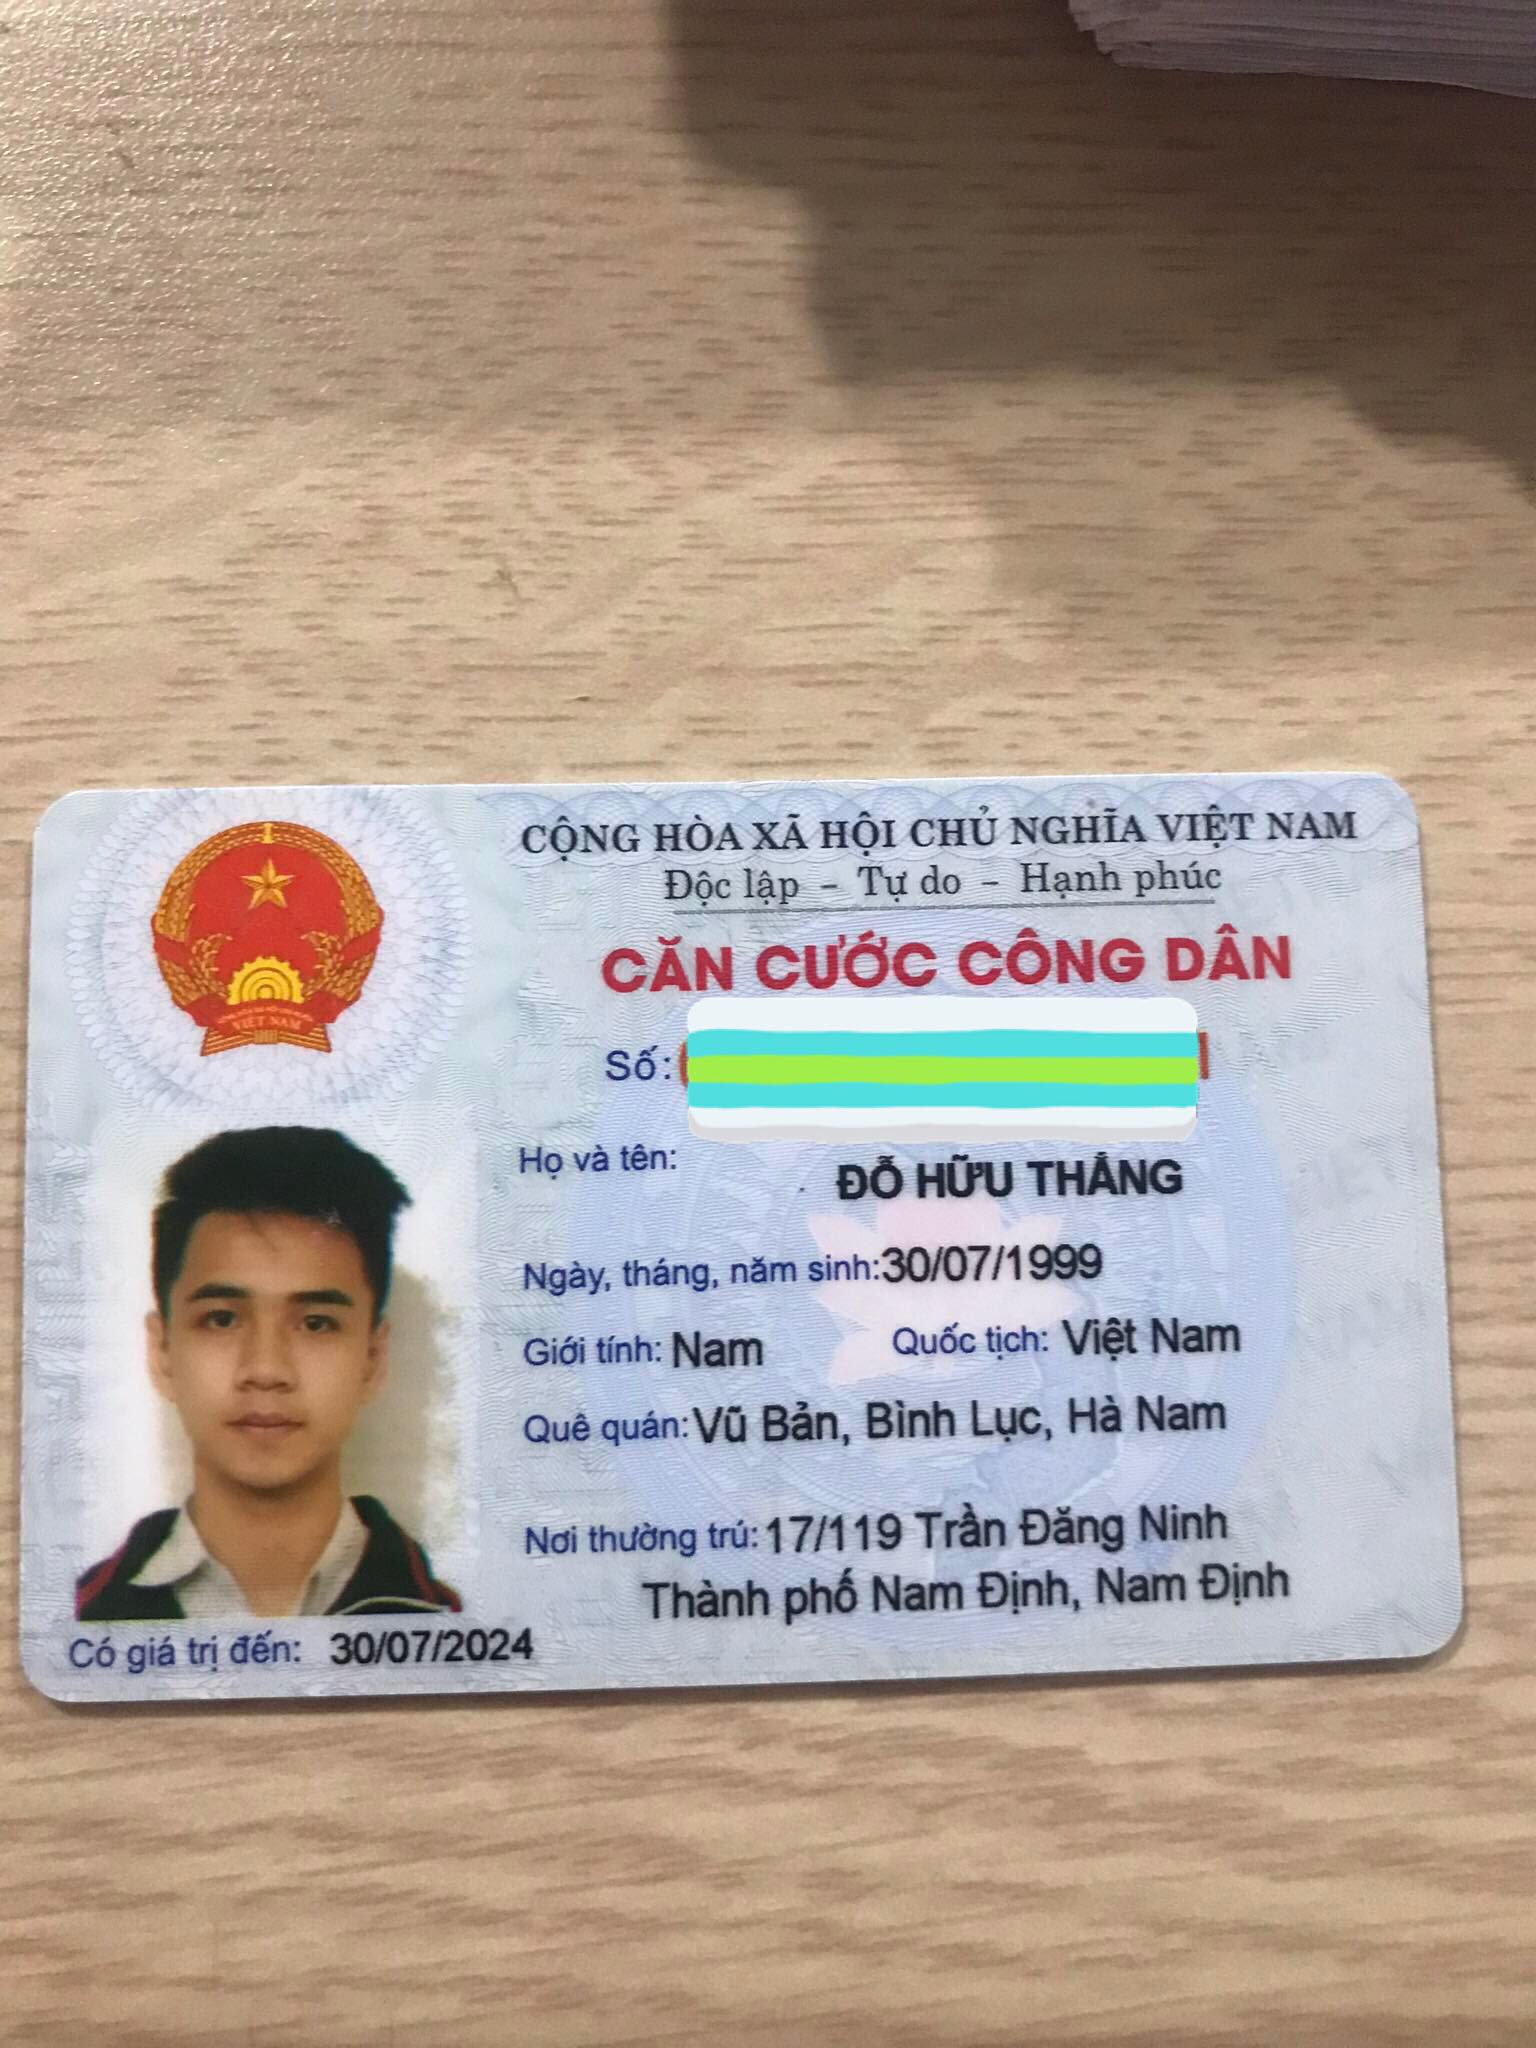 CỘNG HÒA XÃ HỘI CHỦ NGHĨA VIỆT NAM
Độc lập - Tự do - Hạnh phúc
CĂN CƯỚC CÔNG DÂN
Số:
Họ và tên: ĐỖ HỮU THẮNG
Ngày, tháng, năm sinh: 30/07/1999
Giới tính: Nam Quốc tịch: Việt Nam
Quê quán: Vũ Bản, Bình Lục, Hà Nam
Nơi thường trú: 17/119 Trần Đăng Ninh
Thành phố Nam Định, Nam Định
Có giá trị đến: 30/07/2024
VIỆT NAM